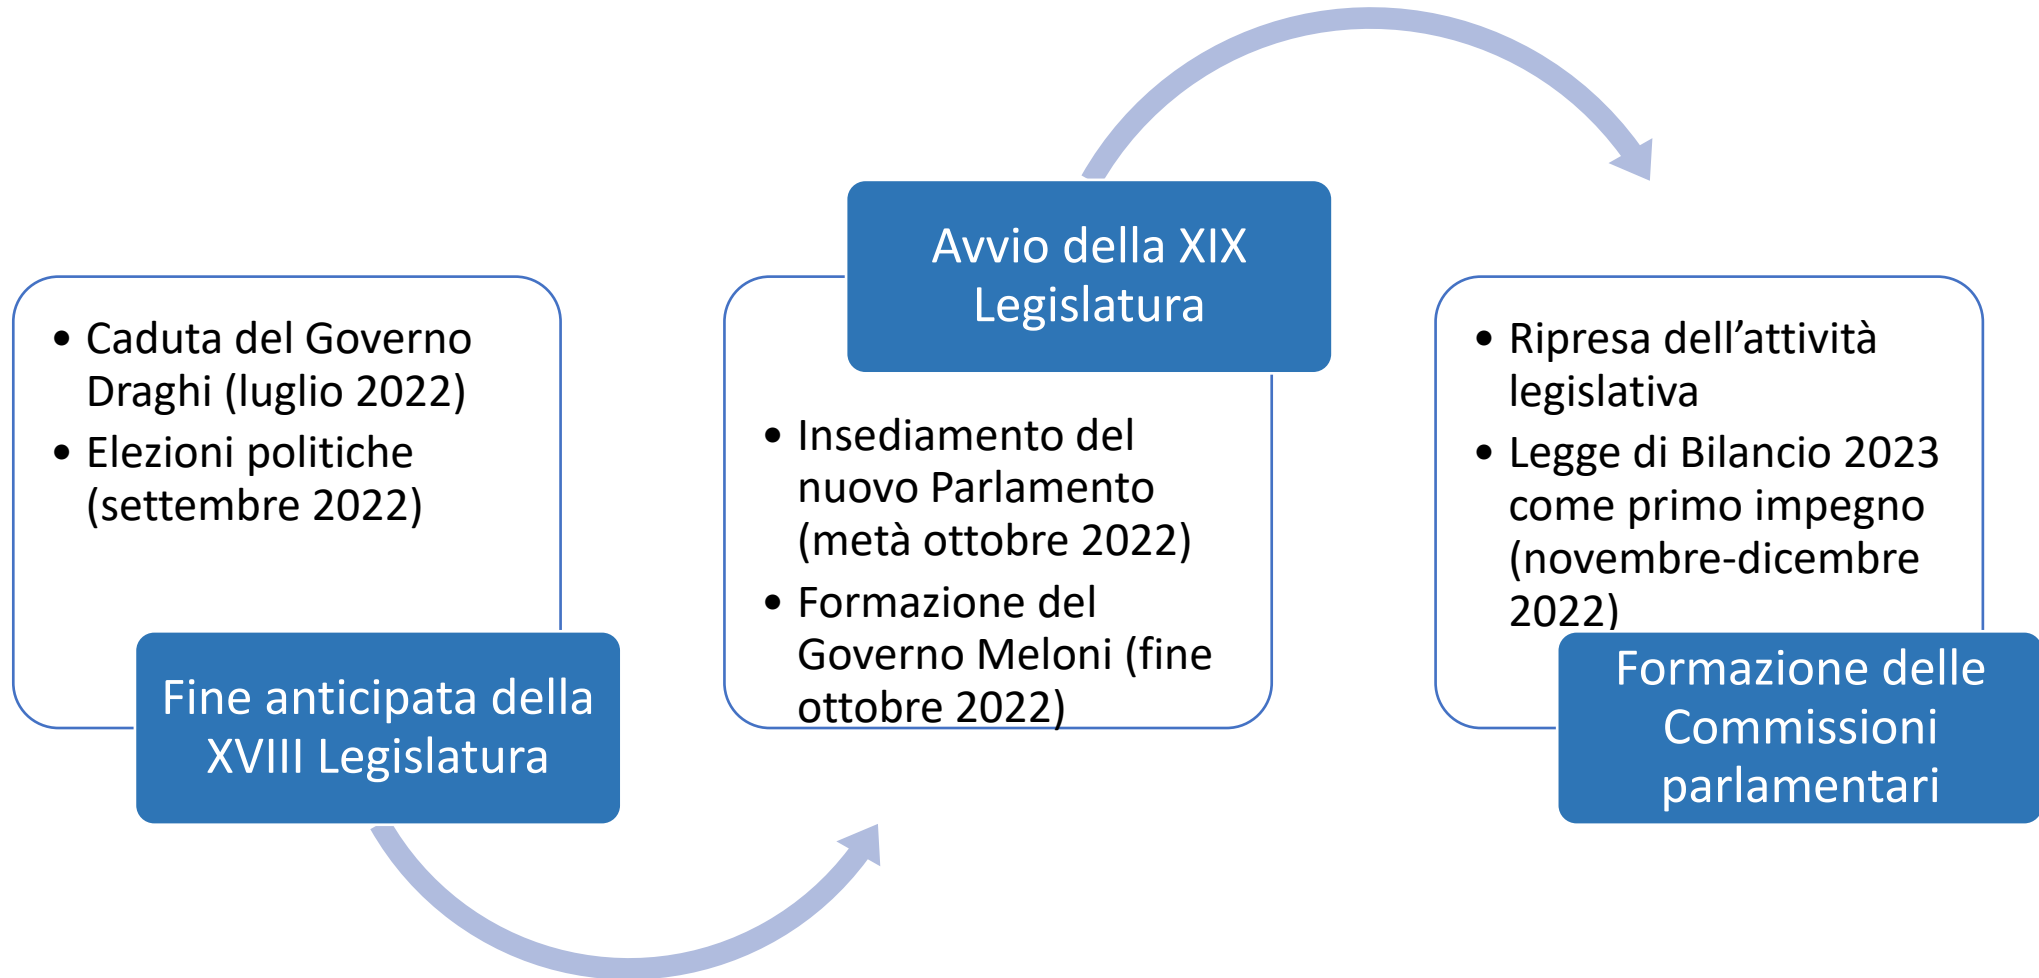 • Caduta del Governo
Draghi (luglio 2022)
• Elezioni politiche
(settembre 2022)
Fine anticipata della
XVIII Legislatura
Avvio della XIX
Legislatura
• Insediamento del
nuovo Parlamento
(metà ottobre 2022)
• Formazione del
Governo Meloni (fine
ottobre 2022)
• Ripresa dell’attività
legislativa
• Legge di Bilancio 2023
come primo impegno
(novembre-dicembre
2022)
Formazione delle
Commissioni
parlamentari